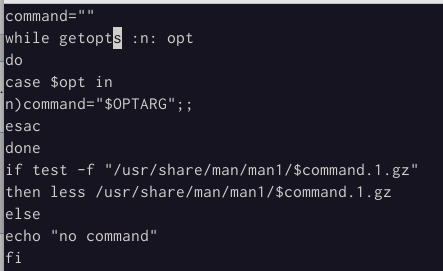 command=""
while getopts :n: opt
do
case $opt in
n)command="$OPTARG";;
esac
done
if test -f "/usr/share/man/man1/$command.1.gz"
then less /usr/share/man/man1/$command.1.gz
else
echo "no command"
fi